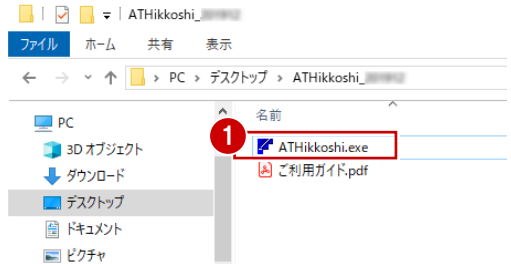 ATHikkoshi_
ファイル ホーム 共有 表示
PC デスクトップ ATHikkoshi_
名前
PC
1
ATHikkoshi.exe
3D オブジェクト
ご利用ガイド.pdf
ダウンロード
デスクトップ
ドキュメント
ピクチャ